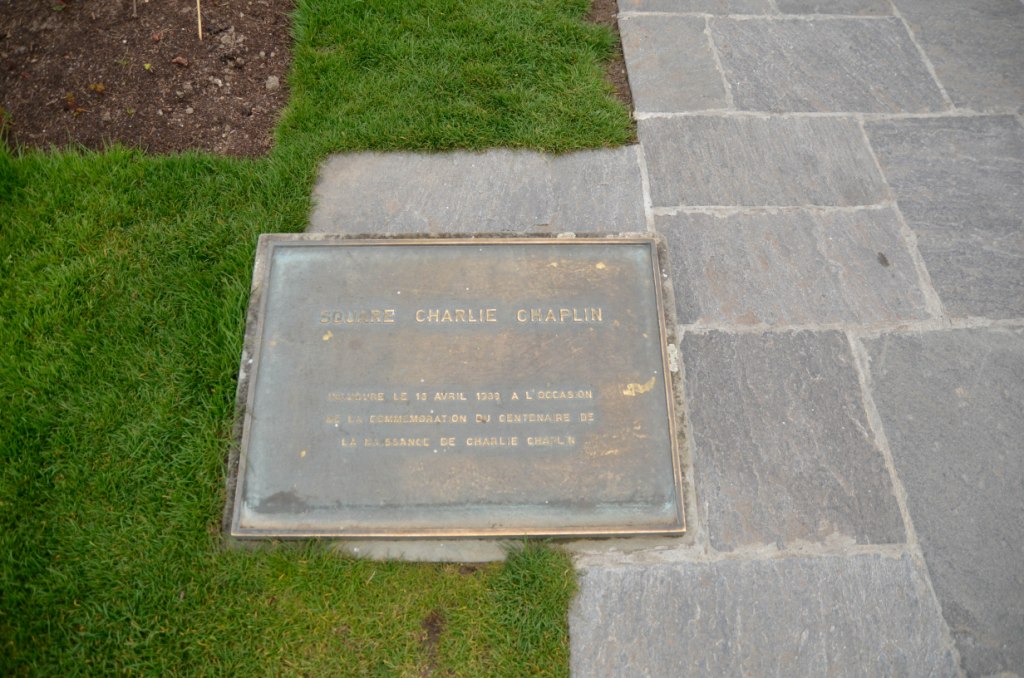 SQUARE CHARLIE CHAPLIN
INAUGURE LE 16 AVRIL 1989 A L'OCCASION
DE LA COMMEMORATION DU CENTENAIRE DE
LA NAISSANCE DE CHARLIE CHAPLIN